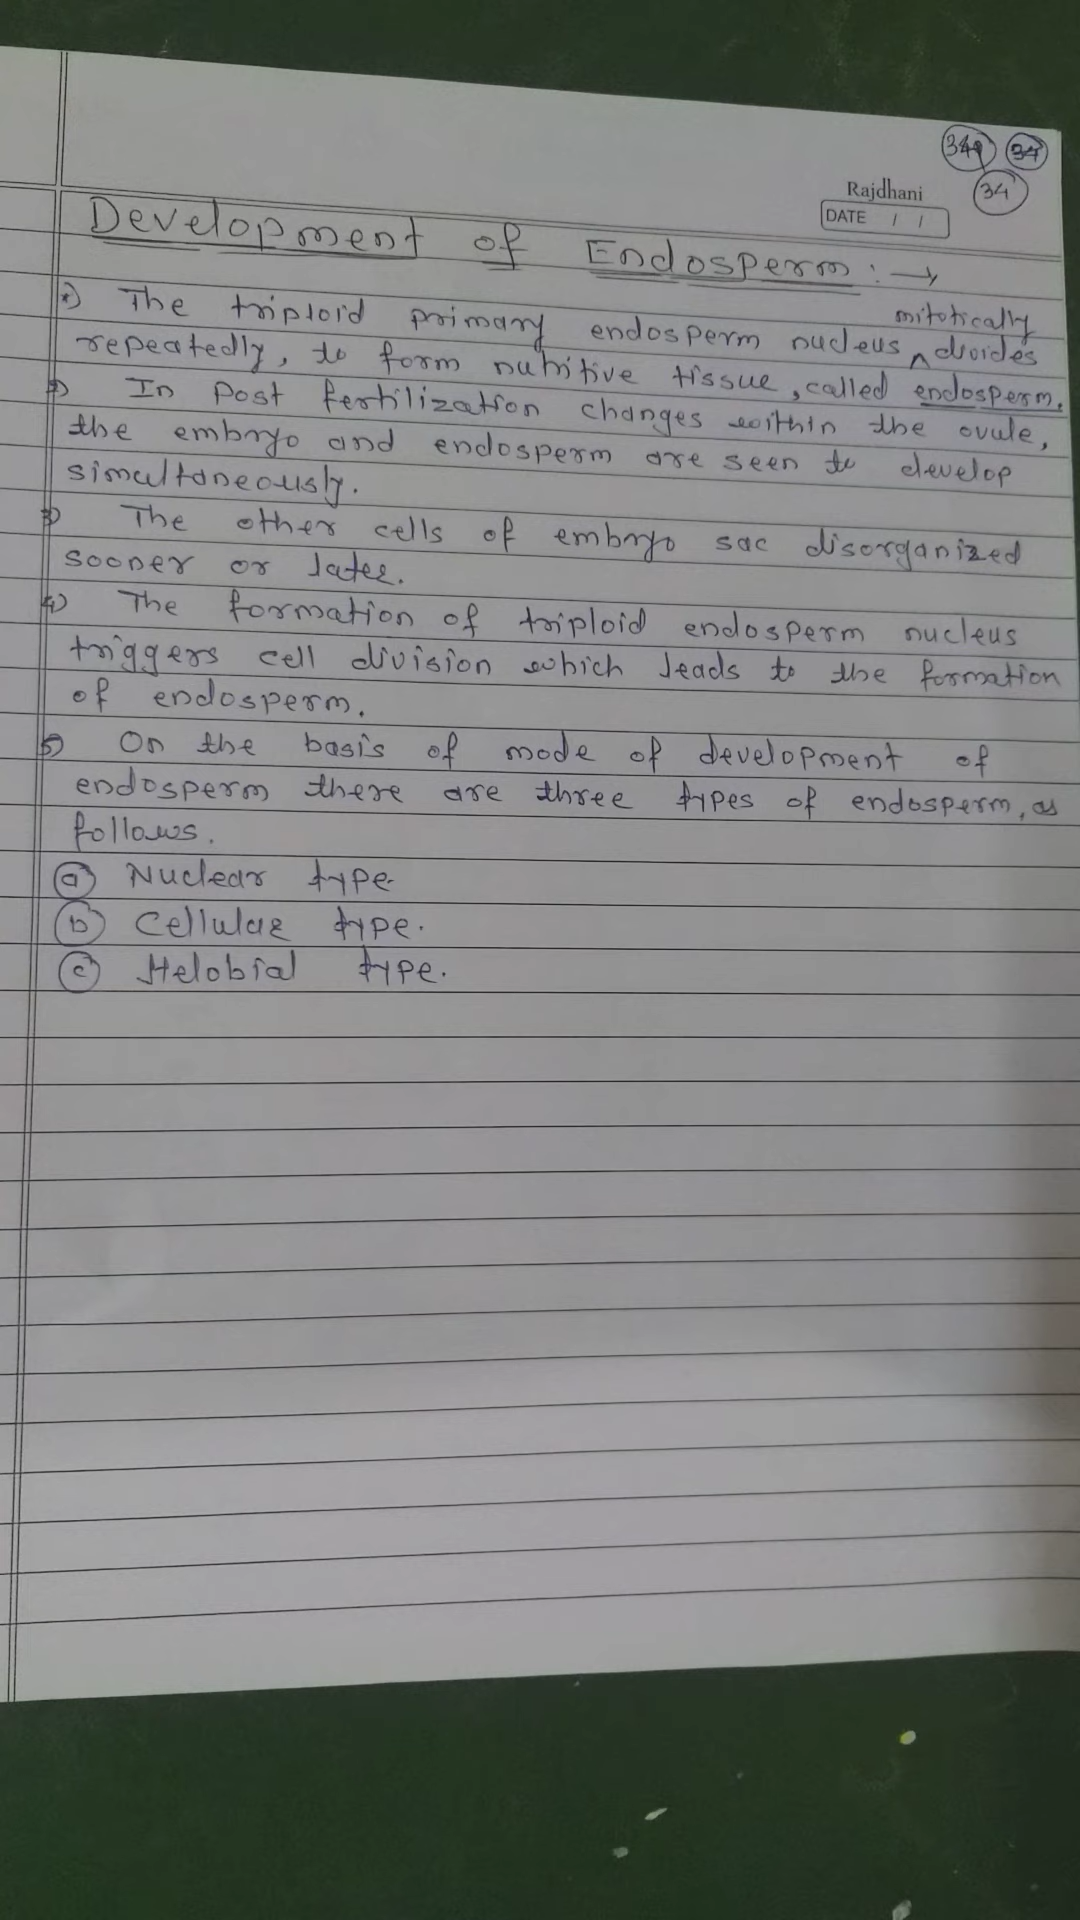 349 34
Rajdhani 34
DATE / /
Development of Endosperm :→
1) The triploid primary endosperm nucleus ^ mitotically divides
repeatedly, to form nutritive tissue, called endosperm.
2) In Post fertilization changes within the ovule,
the embryo and endosperm are seen to develop
simultaneously.
3) The other cells of embryo sac disorganized
sooner or later.
4) The formation of triploid endosperm nucleus
triggers cell division which leads to the formation
of endosperm.
5) On the basis of mode of development of
endosperm there are three types of endosperm, as
follows.
(a) Nuclear type
(b) Cellular type.
(c) Helobial type.